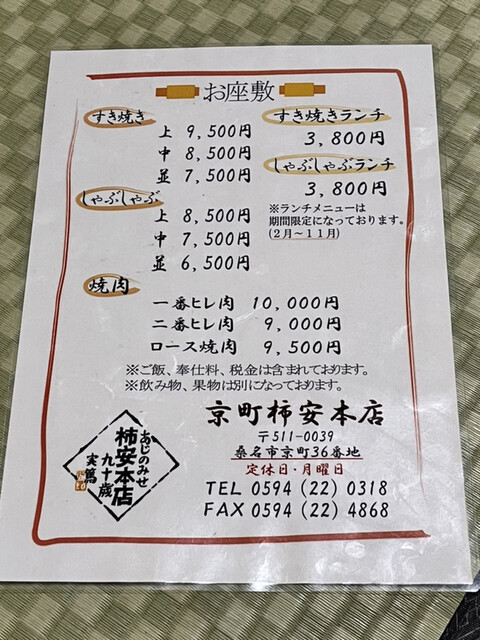 お座敷
すき焼き
上 9,500円
中 8,500円
並 7,500円
しゃぶしゃぶ
上 8,500円
中 7,500円
並 6,500円
すき焼きランチ
3,800円
しゃぶしゃぶランチ
3,800円
※ランチメニューは
期間限定になっております。
(2月～11月)
焼肉
一番ヒレ肉 10,000円
二番ヒレ肉 9,000円
ロース焼肉 9,500円
※ご飯、奉仕料、税金は含まれております。
※飲み物、果物は別になっております。
あじのみせ
柿安本店
九十歳
実篤
京町柿安本店
〒511-0039
桑名市京町36番地
定休日・月曜日
TEL 0594(22)0318
FAX 0594(22)4868